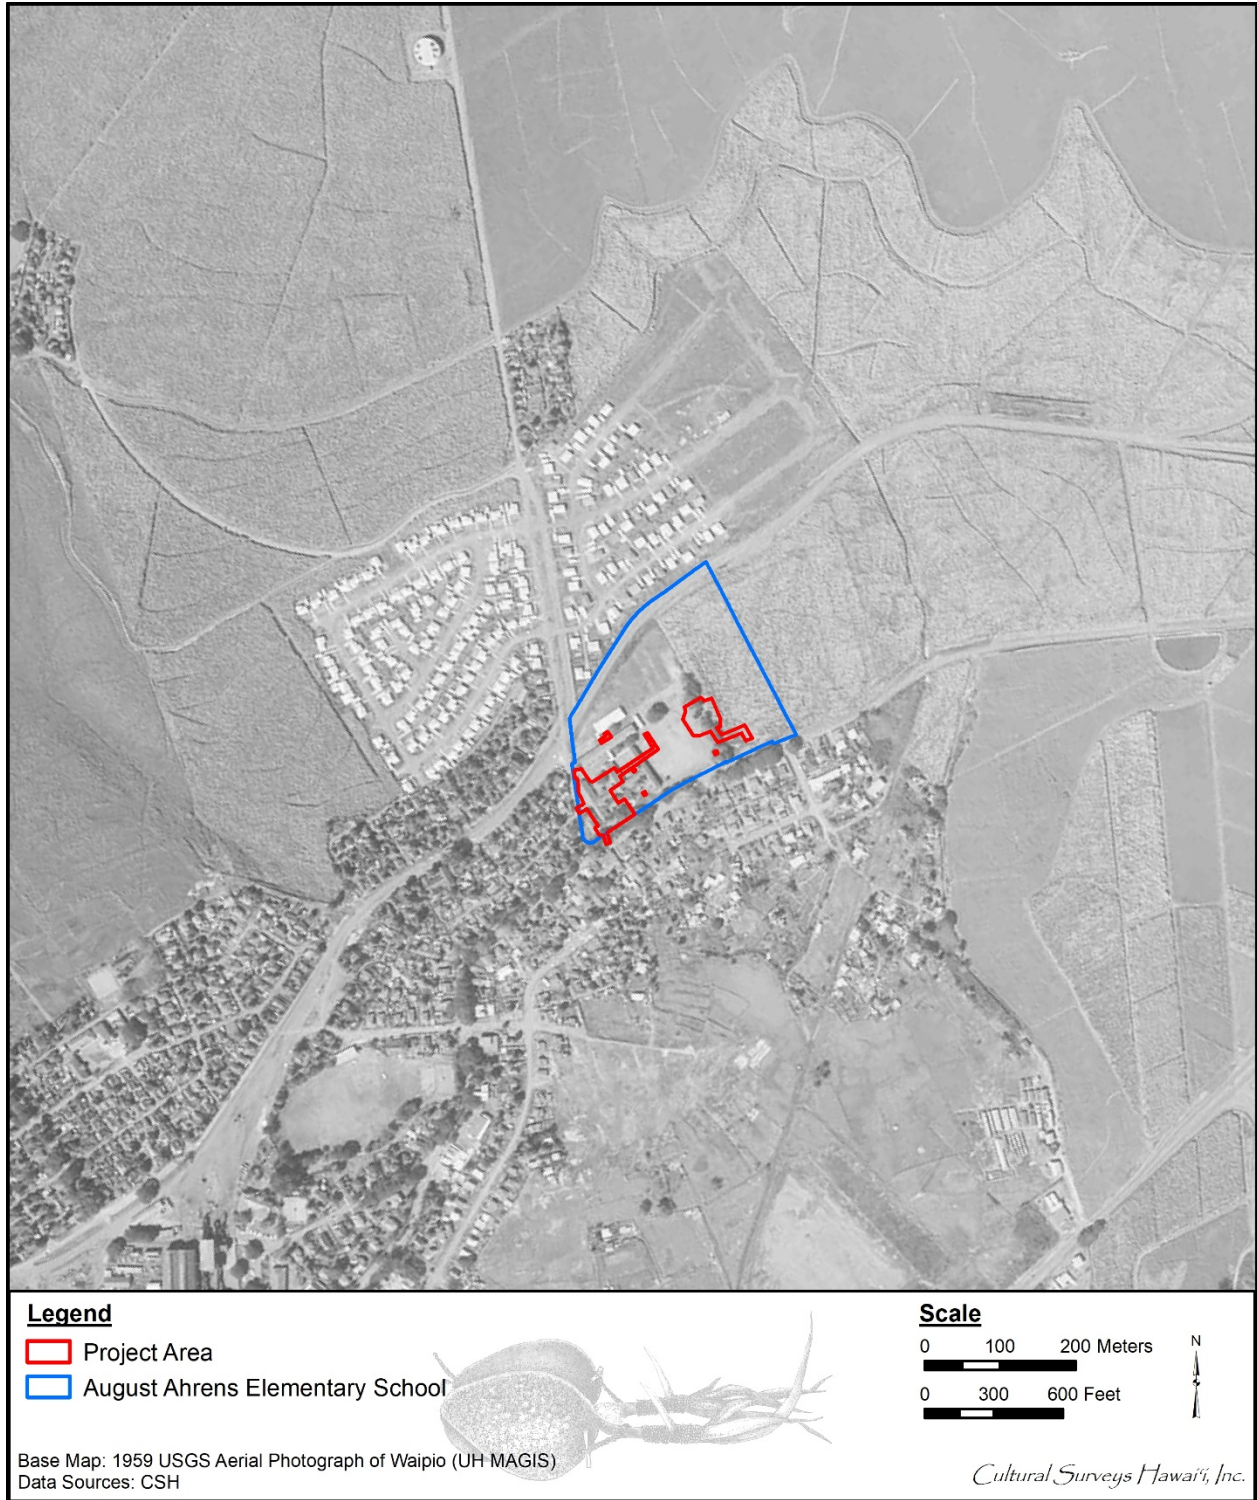 Legend
Project Area
August Ahrens Elementary School
Base Map: 1959 USGS Aerial Photograph of Waipio (UH MAGIS)
Data Sources: CSH
Scale
0 100 200 Meters
0 300 600 Feet
N
Cultural Surveys Hawai‘i, Inc.